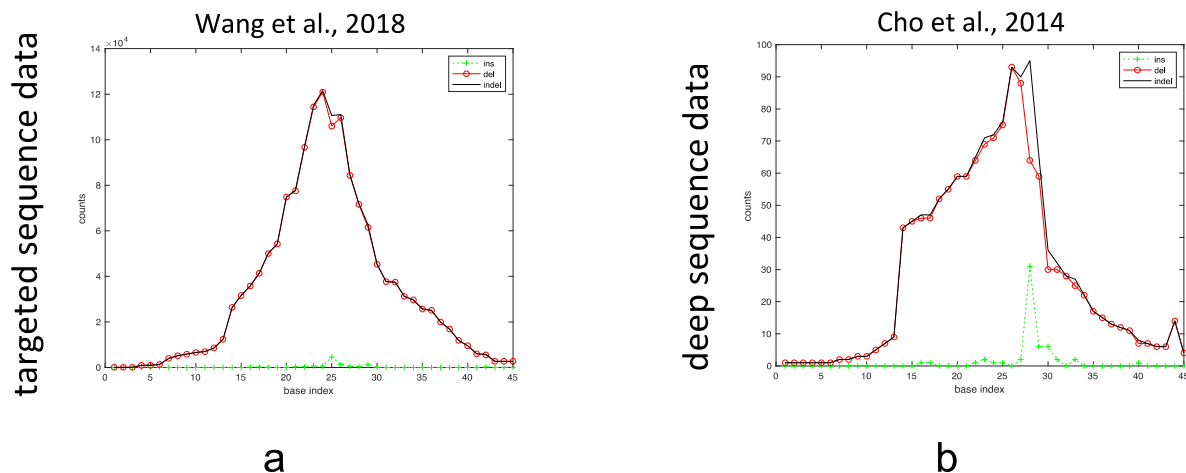 Wang et al., 2018
targeted sequence data
×10⁴
14
12
10
8
6
4
2
0
counts
0 5 10 15 20 25 30 35 40 45
base index
ins
del
indel
a
Cho et al., 2014
deep sequence data
100
90
80
70
60
50
40
30
20
10
0
counts
0 5 10 15 20 25 30 35 40 45
base index
ins
del
indel
b